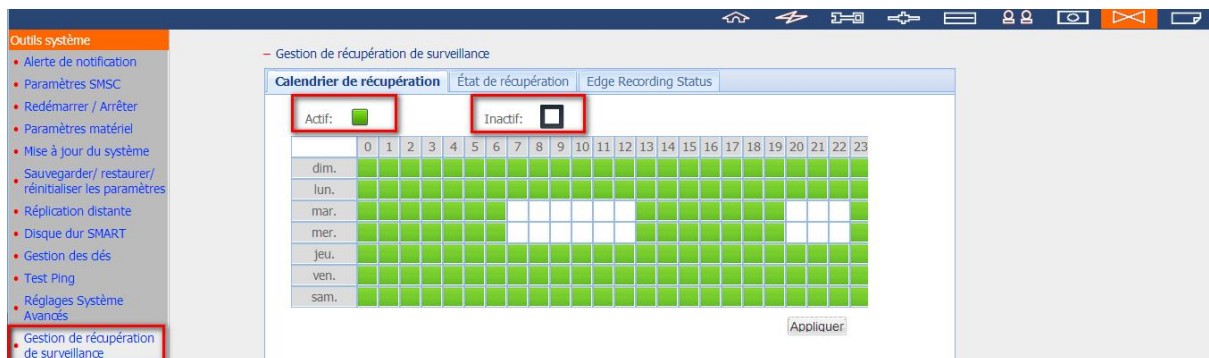 Outils système
Alerte de notification
Paramètres SMSC
Redémarrer / Arrêter
Paramètres matériel
Mise à jour du système
Sauvegarder/ restaurer/
réinitialiser les paramètres
Réplication distante
Disque dur SMART
Gestion des clés
Test Ping
Réglages Système
Avancés
Gestion de récupération
de surveillance
– Gestion de récupération de surveillance
Calendrier de récupération État de récupération Edge Recording Status
Actif: Inactif:
0 1 2 3 4 5 6 7 8 9 10 11 12 13 14 15 16 17 18 19 20 21 22 23
dim.
lun.
mar.
mer.
jeu.
ven.
sam.
Appliquer